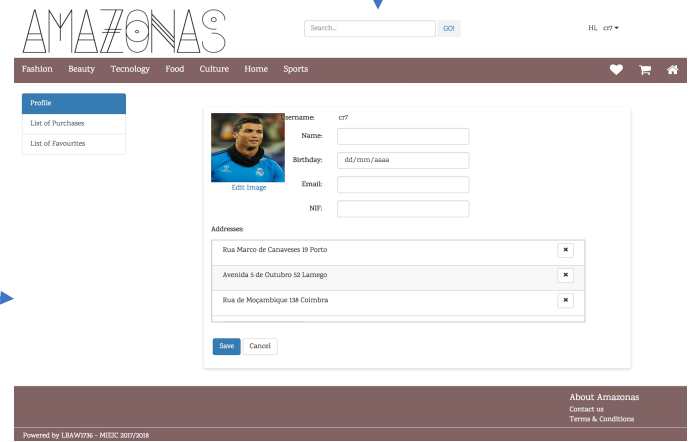 AMAZONAS
Search... GO! Hi, cr7
Fashion Beauty Tecnology Food Culture Home Sports
Profile
List of Purchases
List of Favourites
Username: cr7
Name:
Birthday: dd/mm/aaaa
Edit Image
Email:
NIF:
Addresses:
Rua Marco de Canaveses 19 Porto
Avenida 5 de Outubro 52 Lamego
Rua de Moçambique 138 Coimbra
Save Cancel
About Amazonas
Contact us
Terms & Conditions
Powered by LBAW1736 - MIEIC 2017/2018